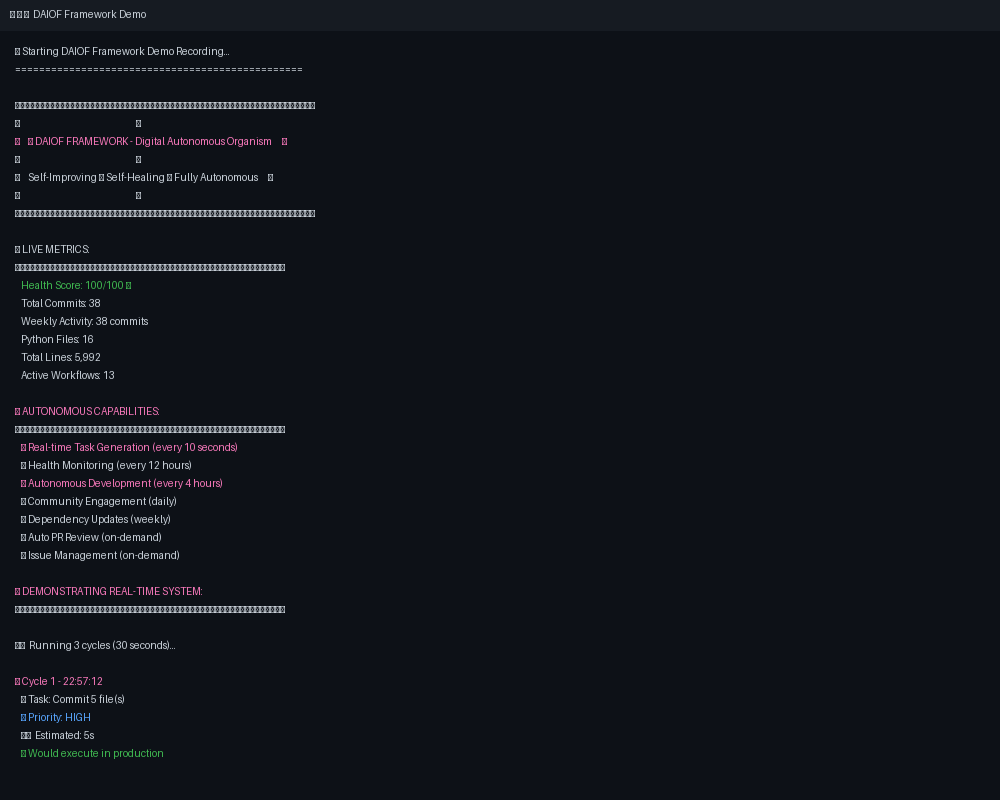 DAIOF Framework Demo
Starting DAIOF Framework Demo Recording...
================================================
DAIOF FRAMEWORK - Digital Autonomous Organism
Self-Improving Self-Healing Fully Autonomous
LIVE METRICS:
Health Score: 100/100
Total Commits: 38
Weekly Activity: 38 commits
Python Files: 16
Total Lines: 5,992
Active Workflows: 13
AUTONOMOUS CAPABILITIES:
Real-time Task Generation (every 10 seconds)
Health Monitoring (every 12 hours)
Autonomous Development (every 4 hours)
Community Engagement (daily)
Dependency Updates (weekly)
Auto PR Review (on-demand)
Issue Management (on-demand)
DEMONSTRATING REAL-TIME SYSTEM:
Running 3 cycles (30 seconds)...
Cycle 1 - 22:57:12
Task: Commit 5 file(s)
Priority: HIGH
Estimated: 5s
Would execute in production